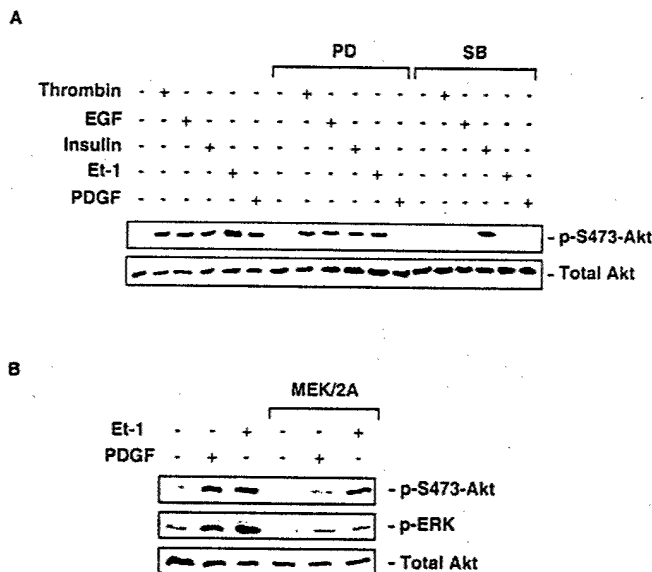 A
PD SB
Thrombin - + - - - - - + - - - - - + - - - -
EGF - - + - - - - - + - - - - - + - - -
Insulin - - - + - - - - - + - - - - - + - -
Et-1 - - - - + - - - - - + - - - - - + -
PDGF - - - - - + - - - - - + - - - - - +
- p-S473-Akt
- Total Akt
B
MEK/2A
Et-1 - - + - - +
PDGF - + - - + -
- p-S473-Akt
- p-ERK
- Total Akt